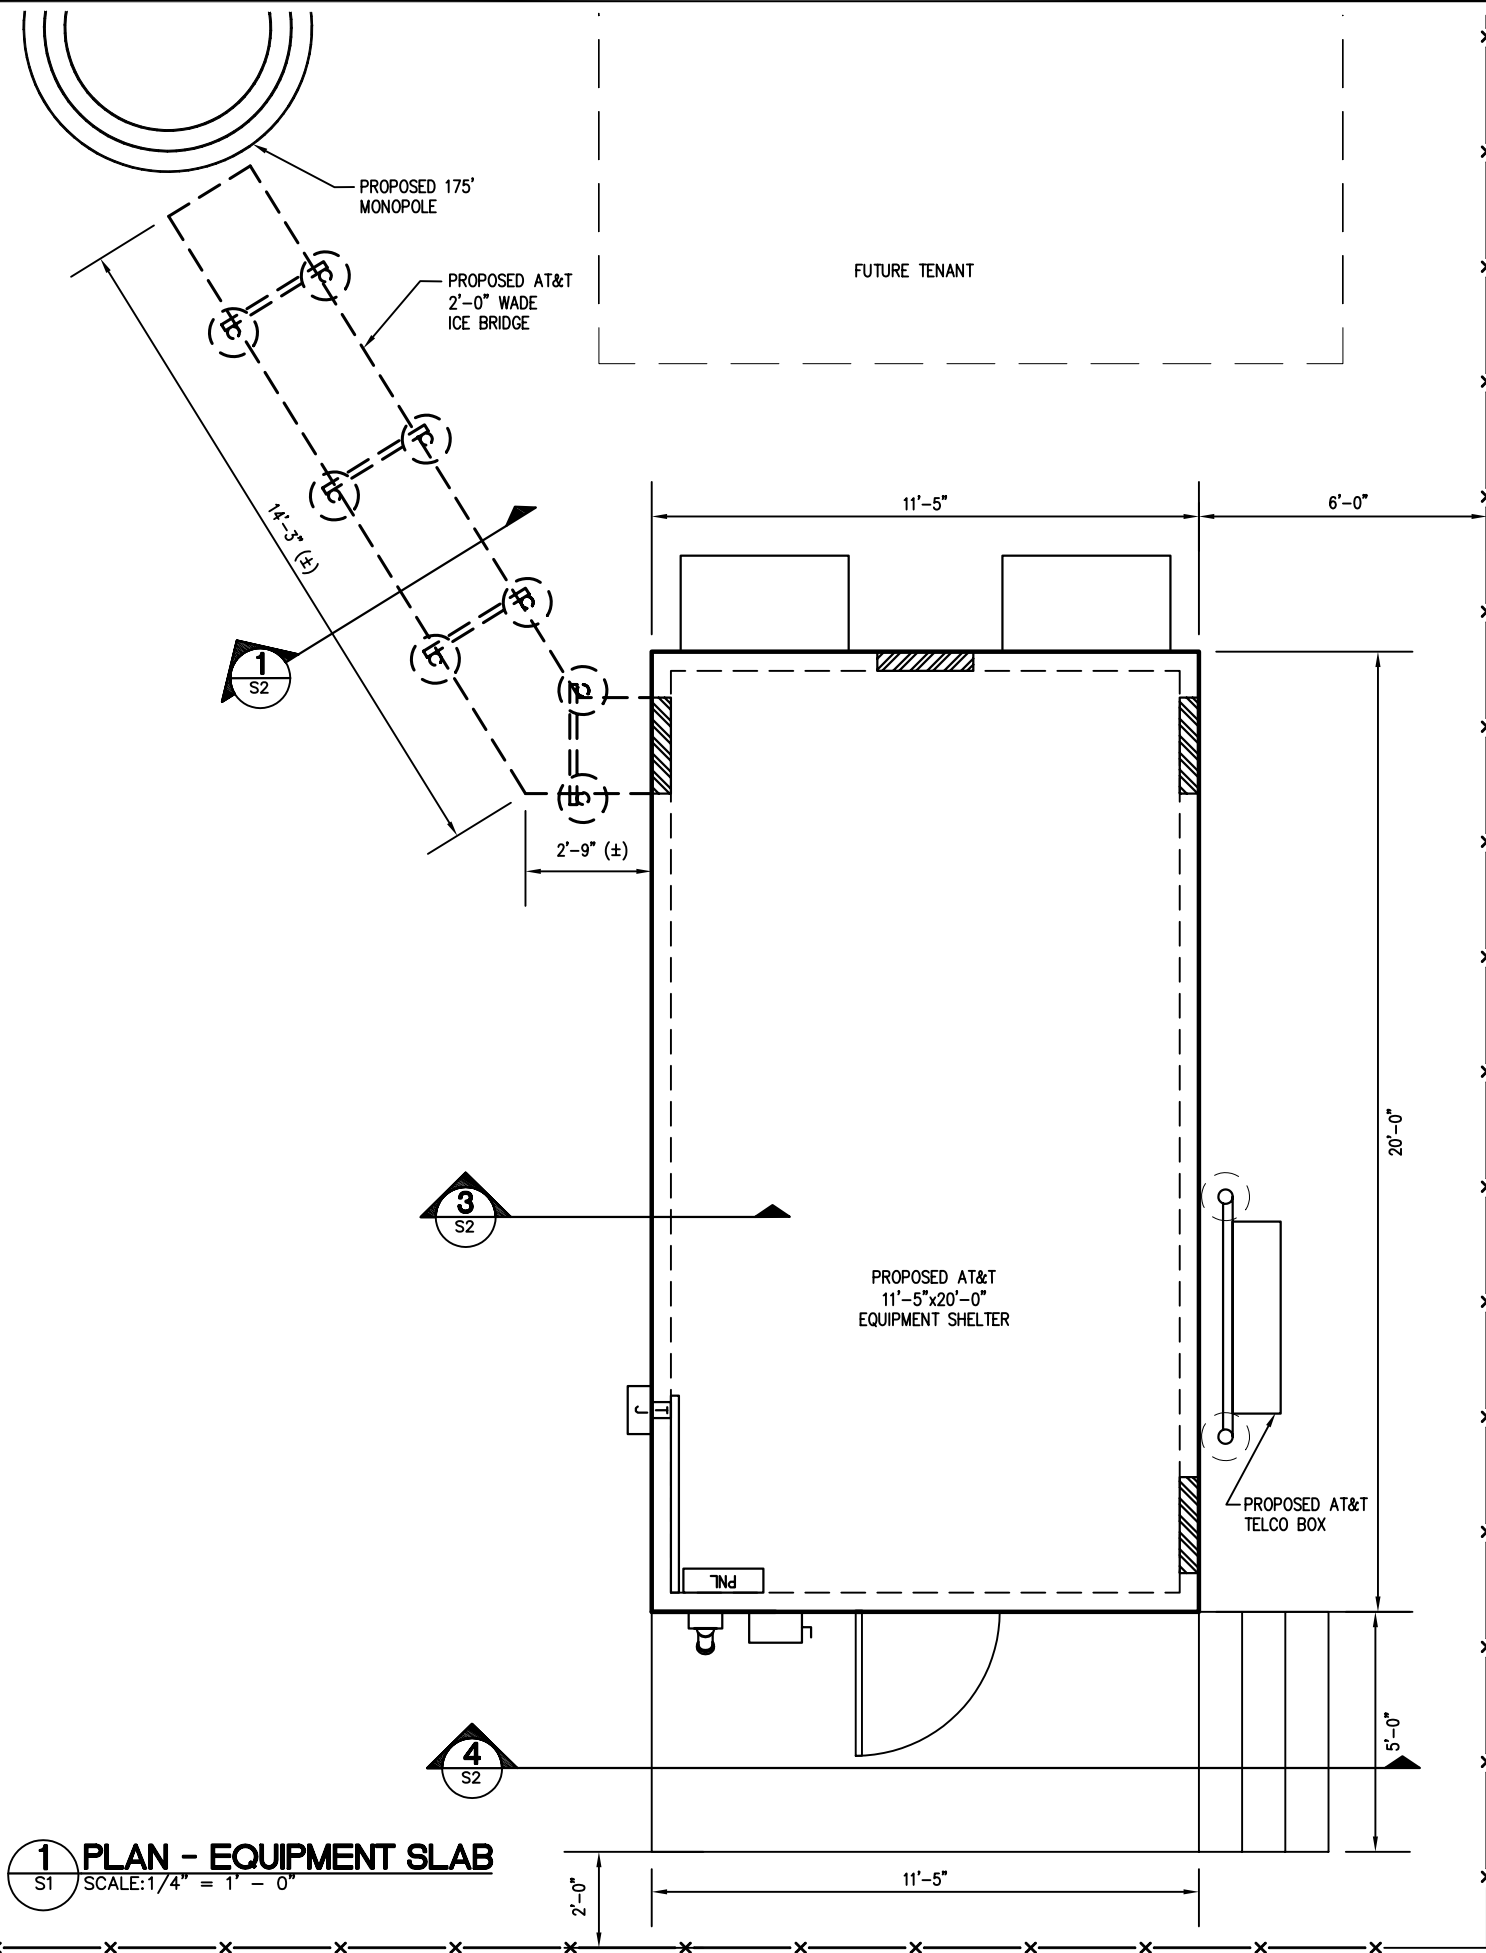 PROPOSED 175'
MONOPOLE
PROPOSED AT&T
2'-0" WADE
ICE BRIDGE
FUTURE TENANT
14'-3" (±)
11'-5"
6'-0"
1
S2
2'-9" (±)
20'-0"
3
S2
PROPOSED AT&T
11'-5"x20'-0"
EQUIPMENT SHELTER
J
T
PROPOSED AT&T
TELCO BOX
PNL
5'-0"
4
S2
1
S1
PLAN - EQUIPMENT SLAB
SCALE:1/4" = 1' - 0"
2'-0"
11'-5"